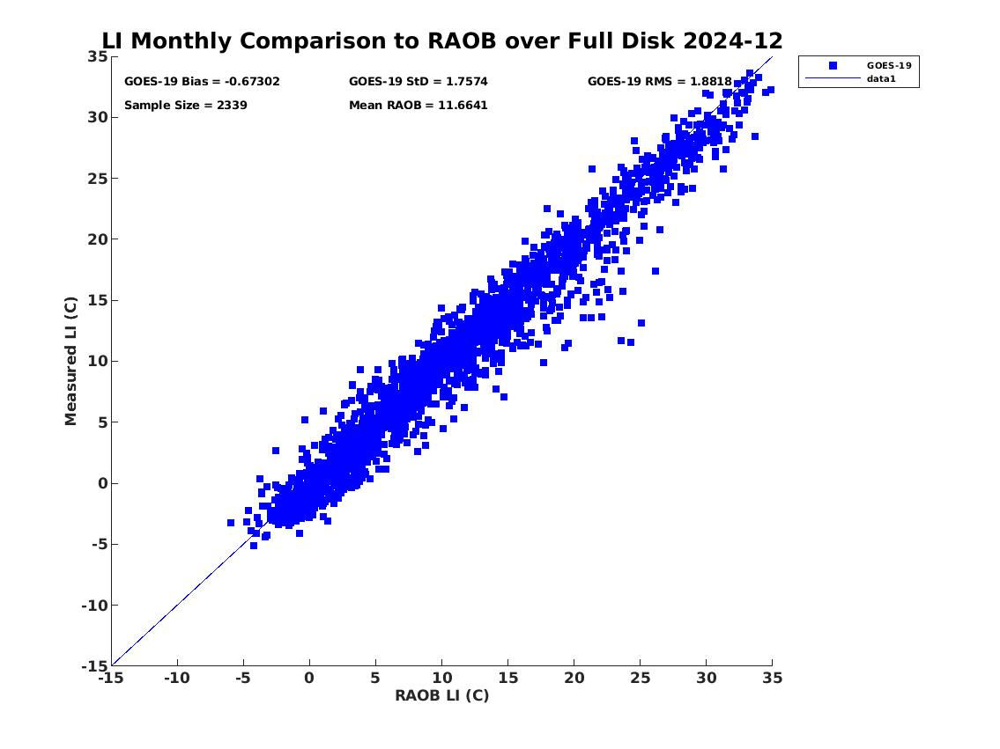 LI Monthly Comparison to RAOB over Full Disk 2024-12
GOES-19 Bias = -0.67302 GOES-19 StD = 1.7574 GOES-19 RMS = 1.8818
Sample Size = 2339 Mean RAOB = 11.6641
GOES-19
data1
35
30
25
20
15
10
5
0
-5
-10
-15
Measured LI (C)
-15 -10 -5 0 5 10 15 20 25 30 35
RAOB LI (C)